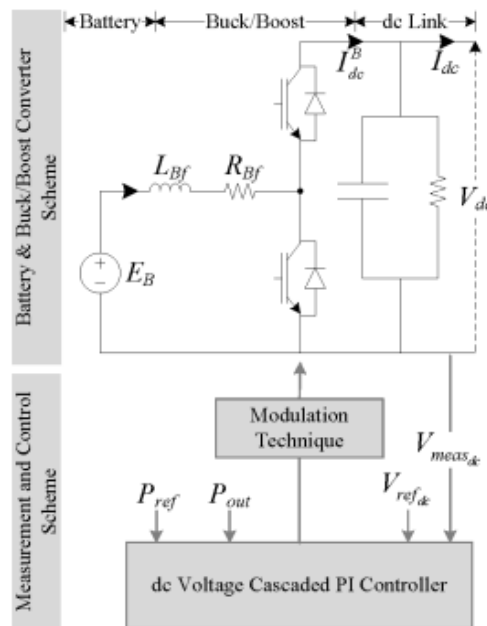 Battery
Buck/Boost
dc Link
Battery & Buck/Boost Converter
Scheme
I^B_dc
I_dc
L_Bf
R_Bf
V_dc
+
−
E_B
Measurement and Control
Scheme
Modulation
Technique
V_meas_dc
P_ref
P_out
V_ref_dc
dc Voltage Cascaded PI Controller